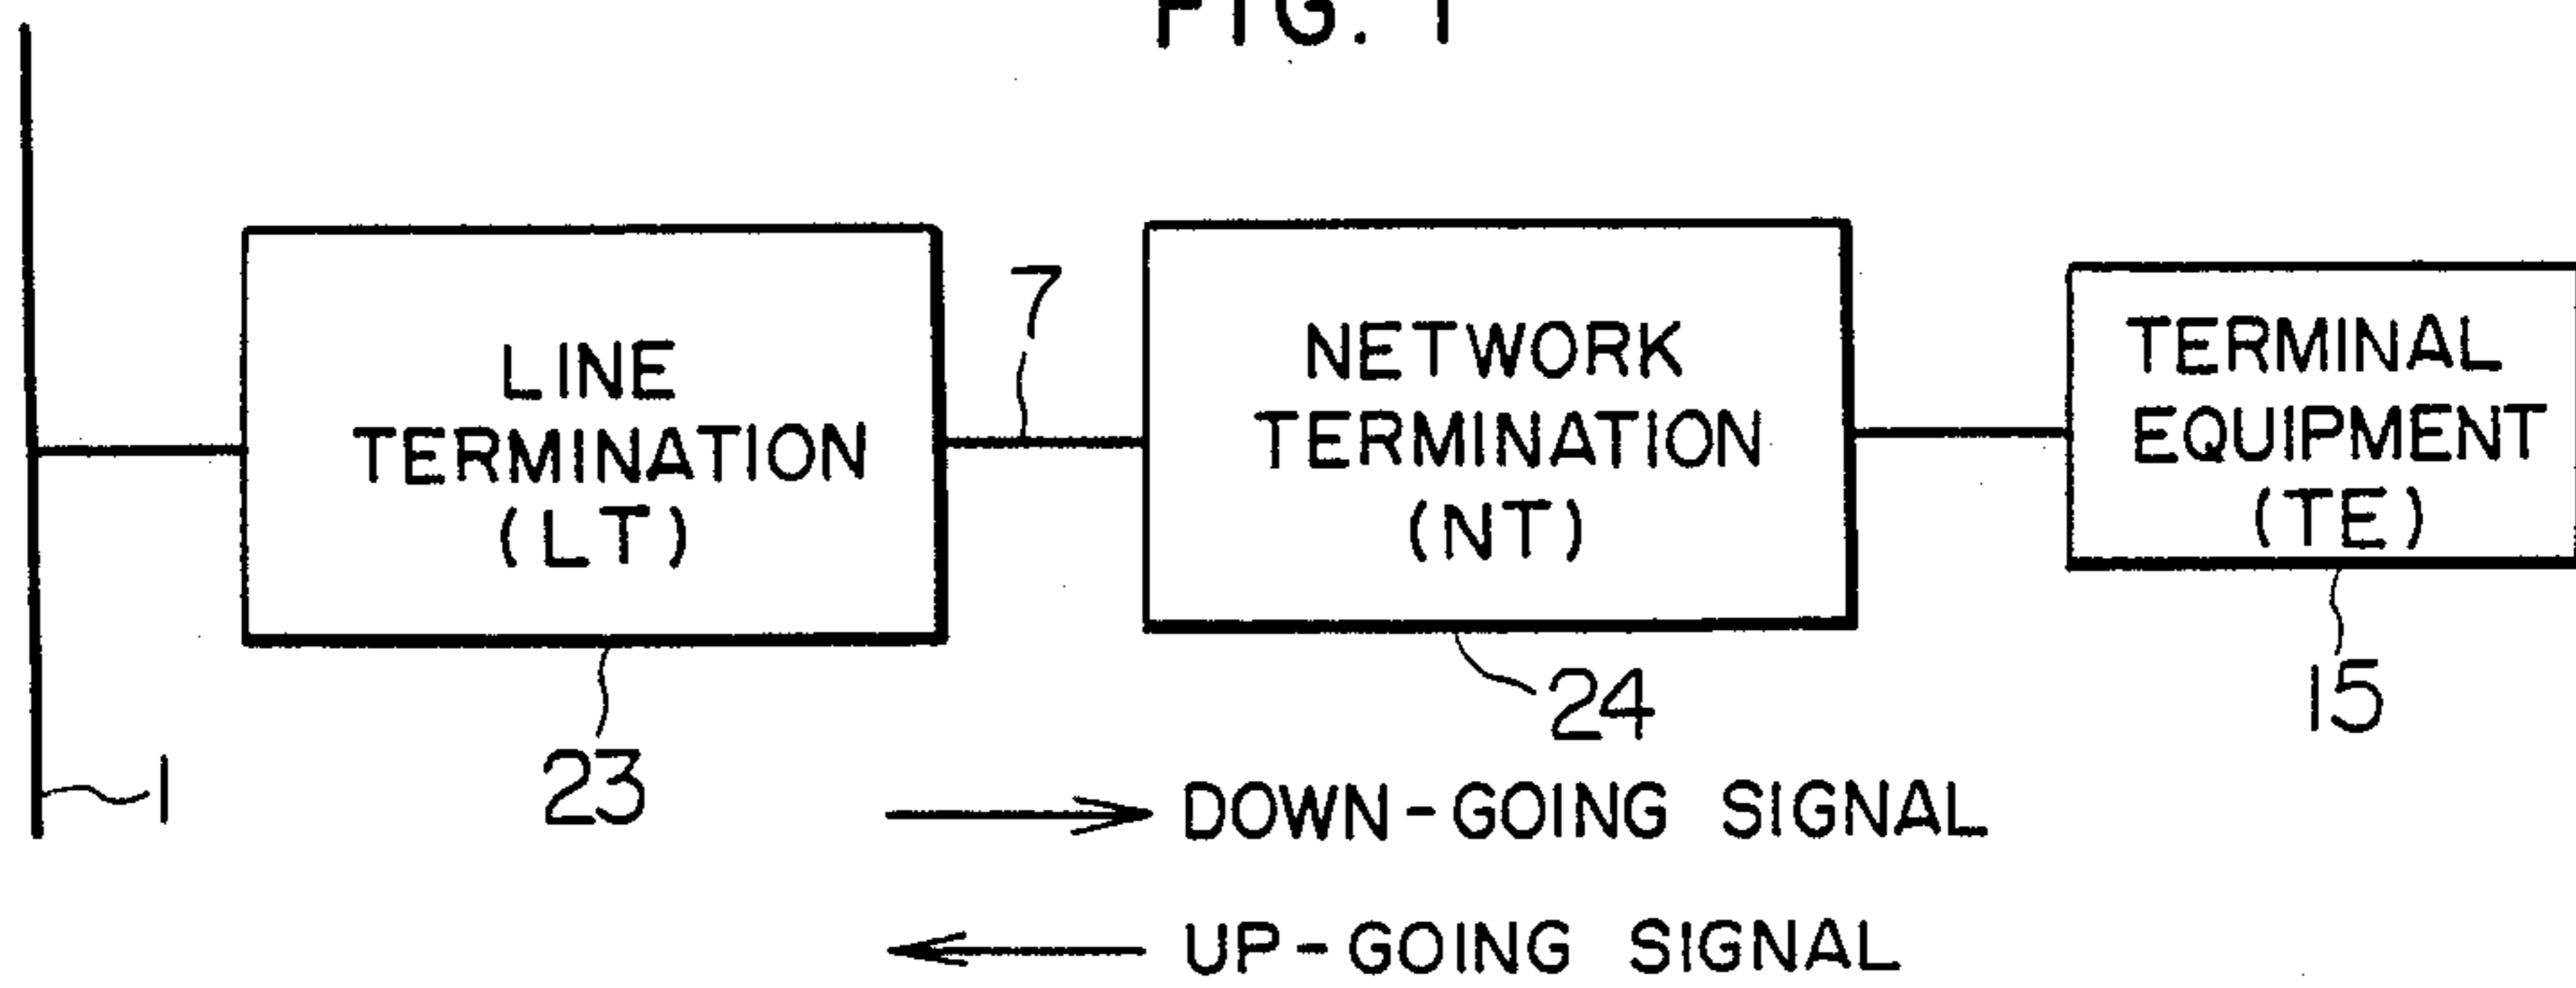 FIG. 1
7
LINE
TERMINATION
(LT)
NETWORK
TERMINATION
(NT)
TERMINAL
EQUIPMENT
(TE)
1
23
24
15
DOWN-GOING SIGNAL
UP-GOING SIGNAL